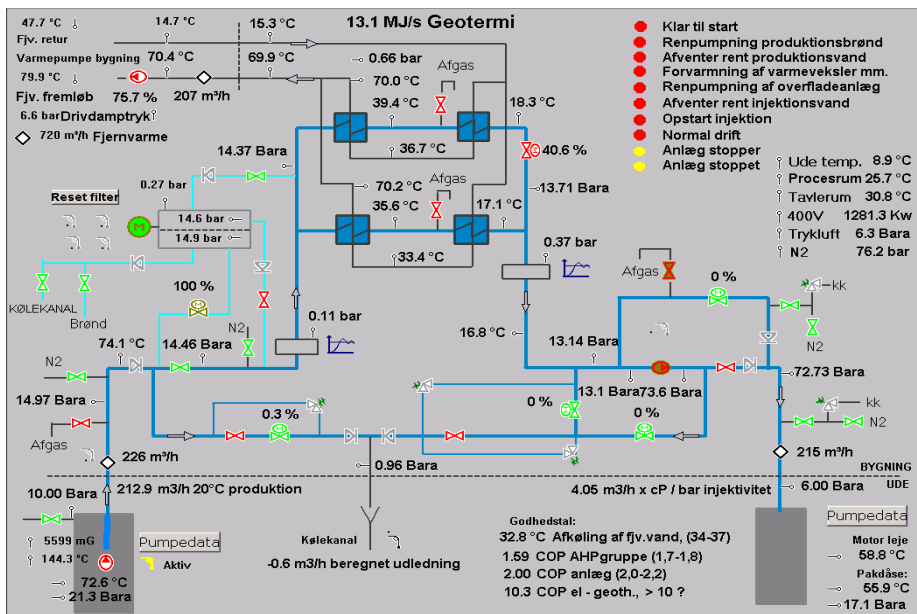 13.1 MJ/s Geotermi
47.7 °C
14.7 °C
15.3 °C
Fjv. retur
Varmepumpe bygning
70.4 °C
69.9 °C
79.9 °C
Fjv. fremløb
75.7 %
207 m³/h
6.6 bar Drivdamptryk
720 m³/h Fjernvarme
0.66 bar
Afgas
70.0 °C
39.4 °C
18.3 °C
36.7 °C
40.6 %
14.37 Bara
13.71 Bara
70.2 °C
Afgas
35.6 °C
17.1 °C
33.4 °C
Klar til start
Renpumpning produktionsbrønd
Afventer rent produktionsvand
Forvarmning af varmeveksler mm.
Renpumpning af overfladeanlæg
Afventer rent injektionsvand
Opstart injektion
Normal drift
Anlæg stopper
Anlæg stoppet
Ude temp. 8.9 °C
Procesrum 25.7 °C
Tavlerum 30.8 °C
400V 1281.3 Kw
Trykluft 6.3 Bara
N2 76.2 bar
Reset filter
0.27 bar
M
14.6 bar
14.9 bar
KØLEKANAL
Brønd
100 %
M
N2
0.11 bar
0.37 bar
Afgas
0 %
M
kk
N2
74.1 °C
14.46 Bara
16.8 °C
13.14 Bara
N2
14.97 Bara
13.1 Bara
73.6 Bara
72.73 Bara
0.3 %
M
0 %
0 %
M
kk
N2
Afgas
226 m³/h
0.96 Bara
215 m³/h
BYGNING
UDE
10.00 Bara
212.9 m3/h 20°C produktion
4.05 m3/h x cP / bar injektivitet
6.00 Bara
5599 mG
144.3 °C
Pumpedata
Aktiv
72.6 °C
21.3 Bara
Kølekanal
-0.6 m3/h beregnet udledning
Godhedstal:
32.8 °C Afkøling af fjv.vand, (34-37)
1.59 COP AHPgruppe (1,7-1,8)
2.00 COP anlæg (2,0-2,2)
10.3 COP el - geoth., > 10 ?
Pumpedata
Motor leje
58.8 °C
Pakdåse:
55.9 °C
17.1 Bara